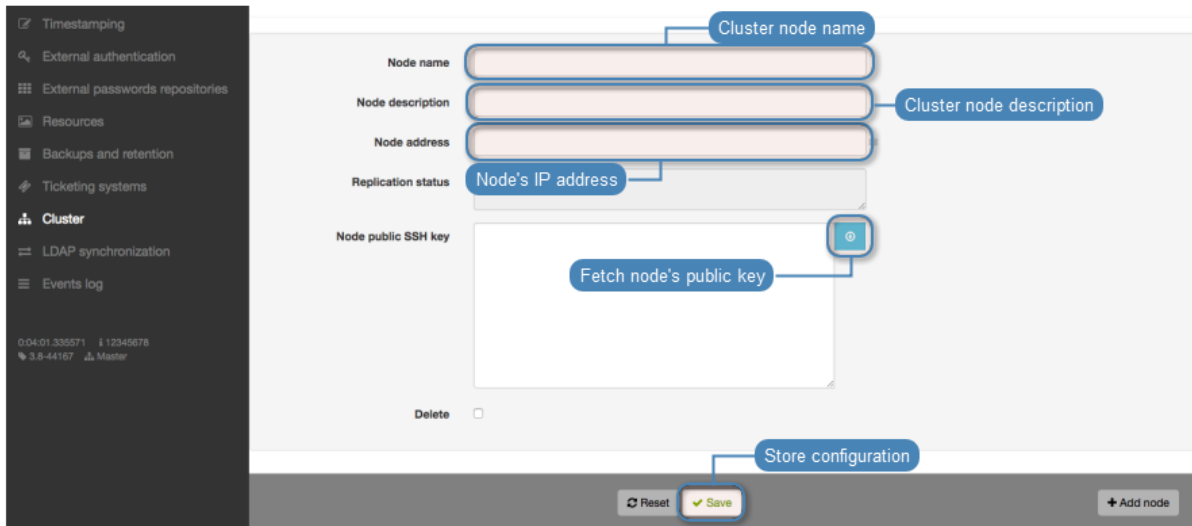 Timestamping
External authentication
External passwords repositories
Resources
Backups and retention
Ticketing systems
Cluster
LDAP synchronization
Events log
0:04:01.335571 12345678
3.8-44167 Master
Cluster node name
Node name
Node description
Cluster node description
Node address
Node's IP address
Replication status
Node public SSH key
Fetch node's public key
Delete
Store configuration
Reset
Save
+ Add node